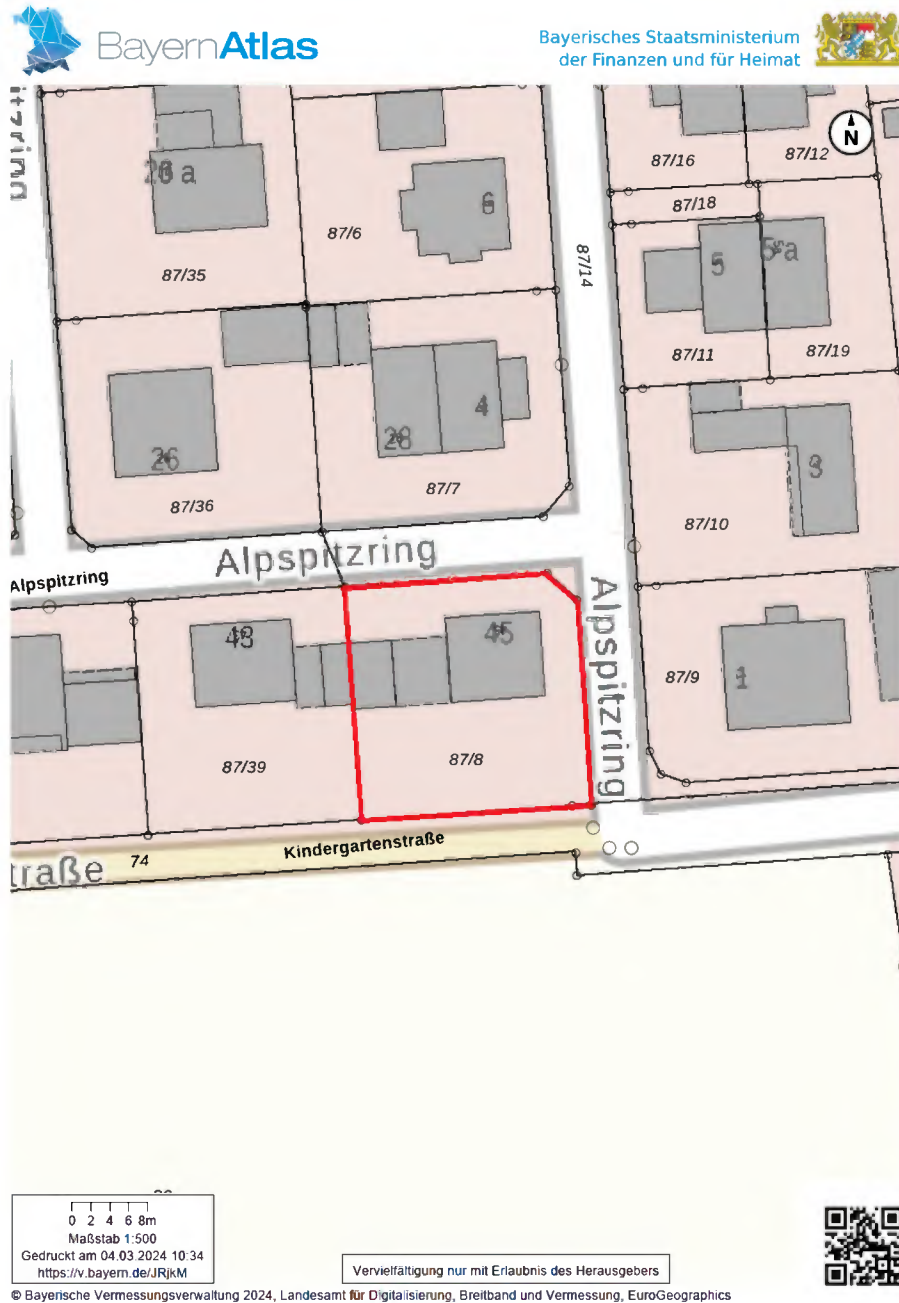 BayernAtlas
Bayerisches Staatsministerium
der Finanzen und für Heimat
N
87/16
87/12
87/18
87/6
6
87/35
87/14
5
5 a
87/11
87/19
26
28
4
87/36
87/7
3
87/10
Alpspitzring
Alpspitzring
43
45
Alpspitzring
87/9
1
87/39
87/8
Kindergartenstraße
traße
74
0 2 4 6 8m
Maßstab 1:500
Gedruckt am 04.03.2024 10:34
https://v.bayern.de/JRjkM
Vervielfältigung nur mit Erlaubnis des Herausgebers
© Bayerische Vermessungsverwaltung 2024, Landesamt für Digitalisierung, Breitband und Vermessung, EuroGeographics